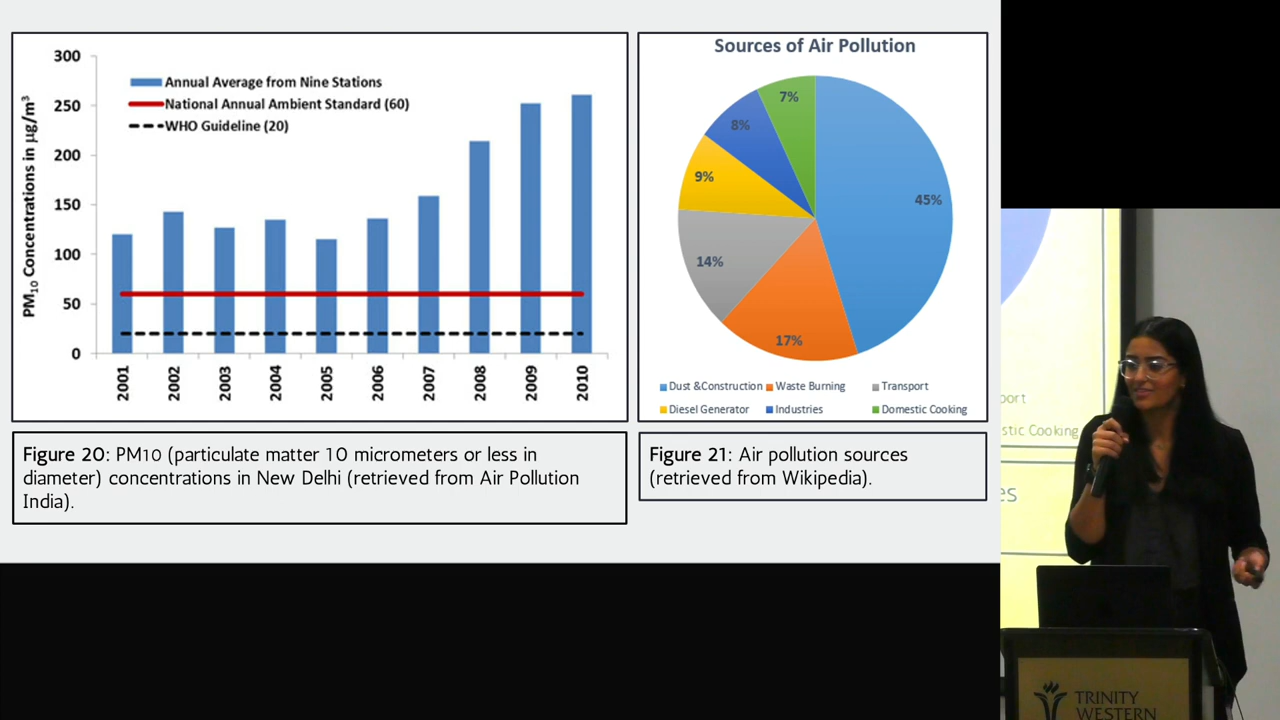 300
250
200
150
100
50
0
PM10 Concentrations in µg/m3
Annual Average from Nine Stations
National Annual Ambient Standard (60)
WHO Guideline (20)
2001
2002
2003
2004
2005
2006
2007
2008
2009
2010
Sources of Air Pollution
7%
8%
9%
14%
17%
45%
Dust &Construction Waste Burning Transport
Diesel Generator Industries Domestic Cooking
Figure 20: PM10 (particulate matter 10 micrometers or less in
diameter) concentrations in New Delhi (retrieved from Air Pollution
India).
Figure 21: Air pollution sources
(retrieved from Wikipedia).
port
stic Cooking
es
TRINITY
WESTERN